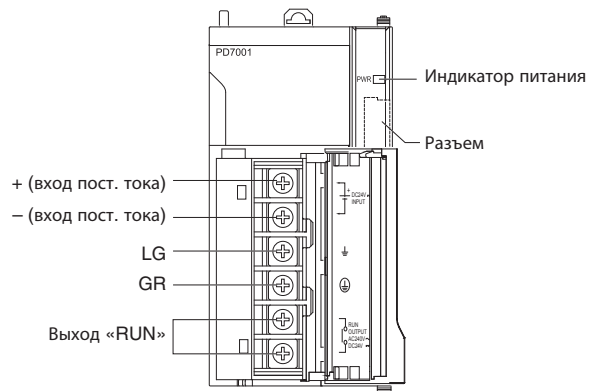 PD7001
PWR
Индикатор питания
Разъем
+ (вход пост. тока)
– (вход пост. тока)
LG
GR
Выход «RUN»
+
DC24V
INPUT
RUN
OUTPUT
AC240V
DC24V